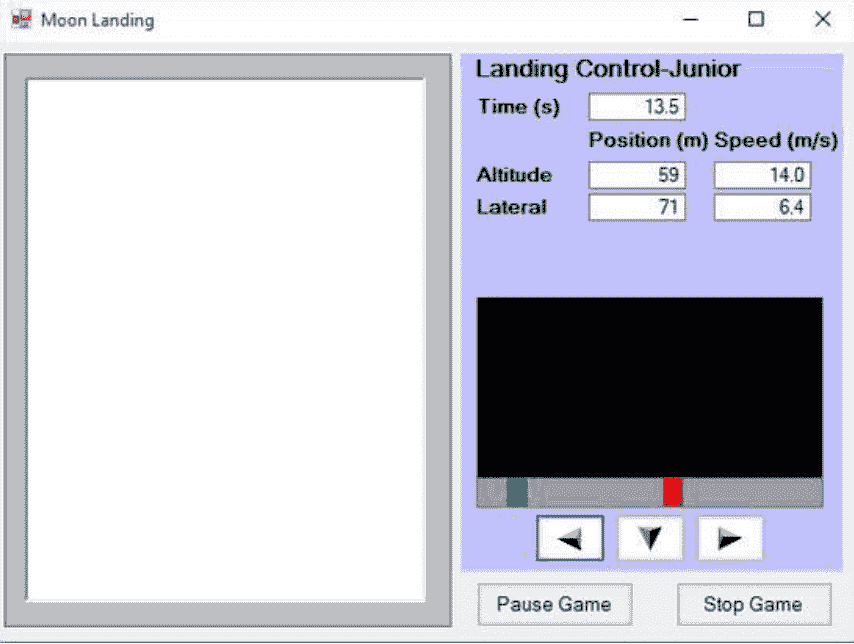 Moon Landing
Landing Control-Junior
Time (s) 13.5
Position (m) Speed (m/s)
Altitude 59 14.0
Lateral 71 6.4
Pause Game Stop Game